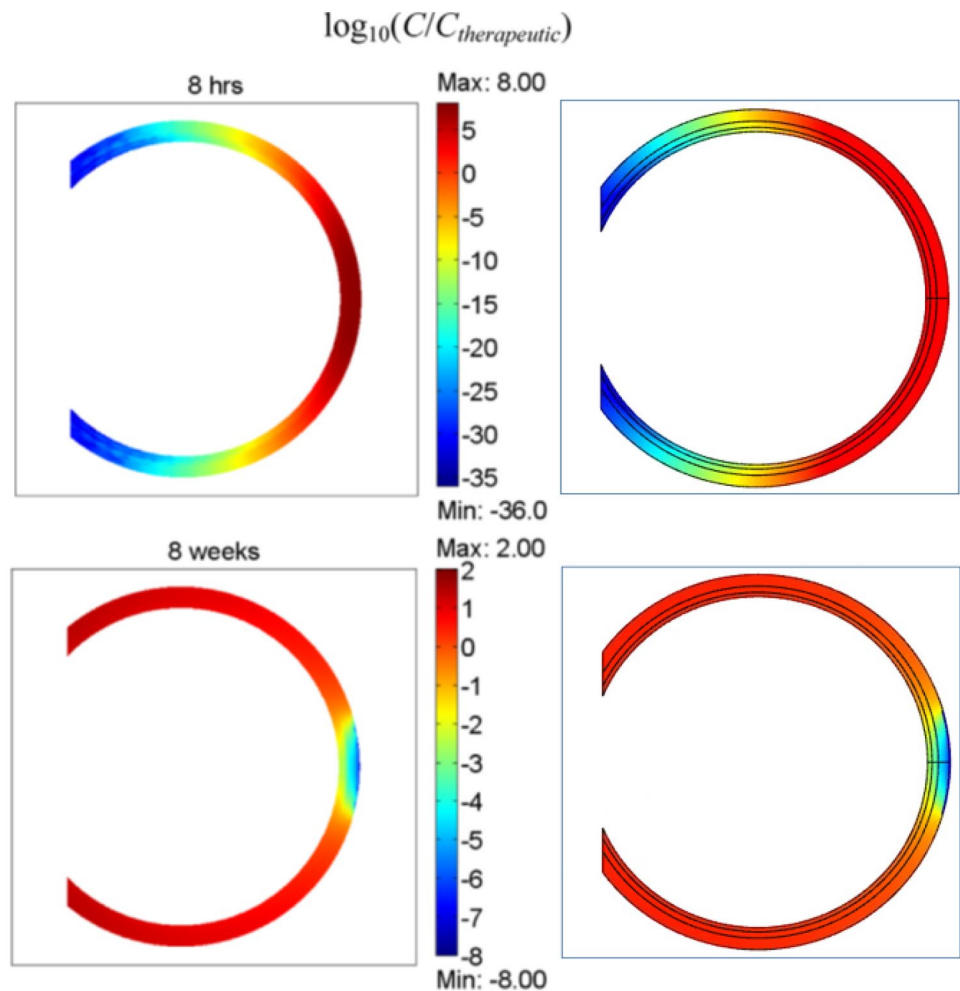 log₁₀(C/C_therapeutic)
8 hrs
Max: 8.00
5
0
-5
-10
-15
-20
-25
-30
-35
Min: -36.0
8 weeks
Max: 2.00
2
1
0
-1
-2
-3
-4
-5
-6
-7
-8
Min: -8.00